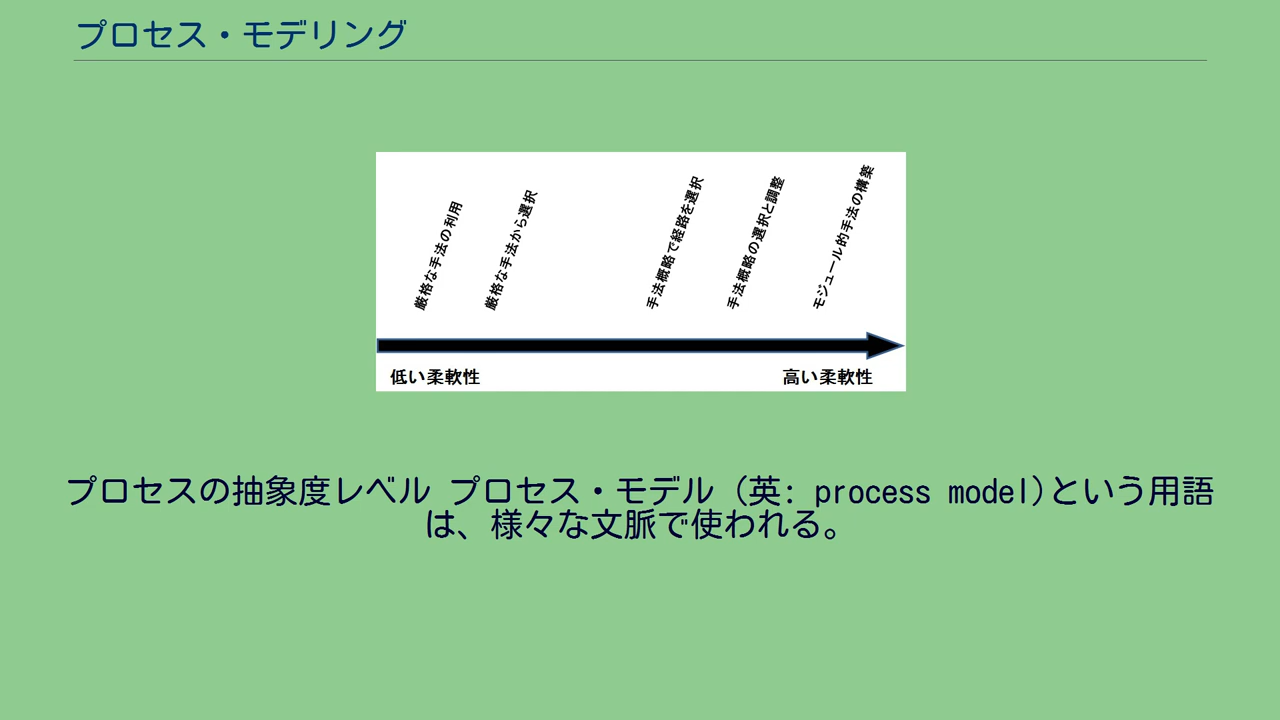 プロセス・モデリング
厳格な手法の利用
厳格な手法から選択
手法概略で経路を選択
手法概略の選択と調整
モジュール的手法の構築
低い柔軟性
高い柔軟性
プロセスの抽象度レベル プロセス・モデル (英: process model)という用語
は、様々な文脈で使われる。